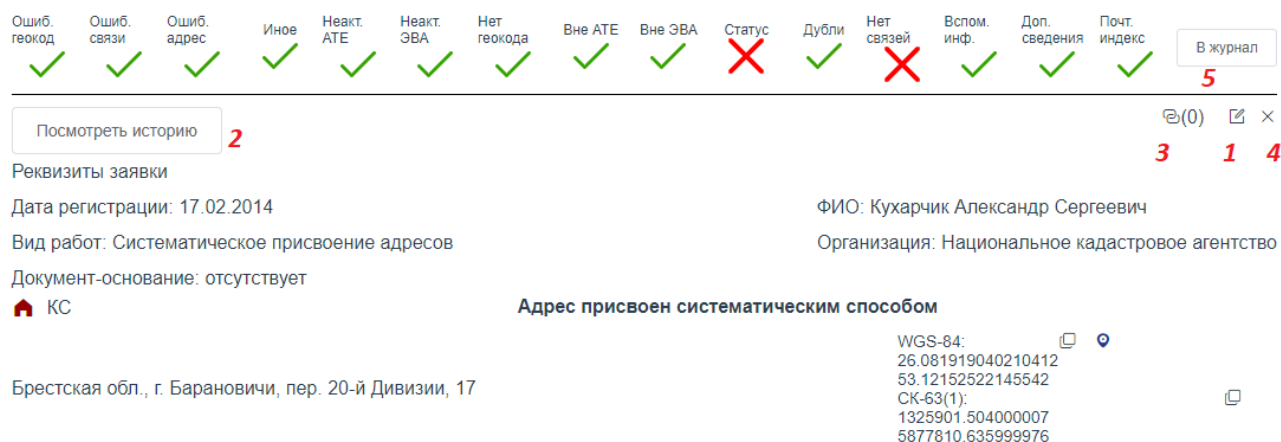 Ошиб. геокод
Ошиб. связи
Ошиб. адрес
Иное
Неакт. АТЕ
Неакт. ЭВА
Нет геокода
Вне АТЕ
Вне ЭВА
Статус
Дубли
Нет связей
Вспом. инф.
Доп. сведения
Почт. индекс
В журнал
5
Посмотреть историю
2
(0)
3
1
4
Реквизиты заявки
Дата регистрации: 17.02.2014
ФИО: Кухарчик Александр Сергеевич
Вид работ: Систематическое присвоение адресов
Организация: Национальное кадастровое агентство
Документ-основание: отсутствует
КС
Адрес присвоен систематическим способом
Брестская обл., г. Барановичи, пер. 20-й Дивизии, 17
WGS-84:
26.081919040210412
53.12152522145542
СК-63(1):
1325901.504000007
5877810.635999976